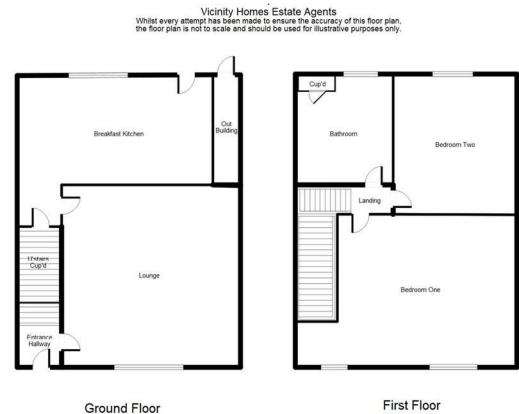 Vicinity Homes Estate Agents
Whilst every attempt has been made to ensure the accuracy of this floor plan,
the floor plan is not to scale and should be used for illustrative purposes only.
Cup'd
Breakfast Kitchen
Out
Building
Bathroom
Bedroom Two
Landing
U'stairs
Cup'd
Lounge
Bedroom One
Entrance
Hallway
Ground Floor
First Floor